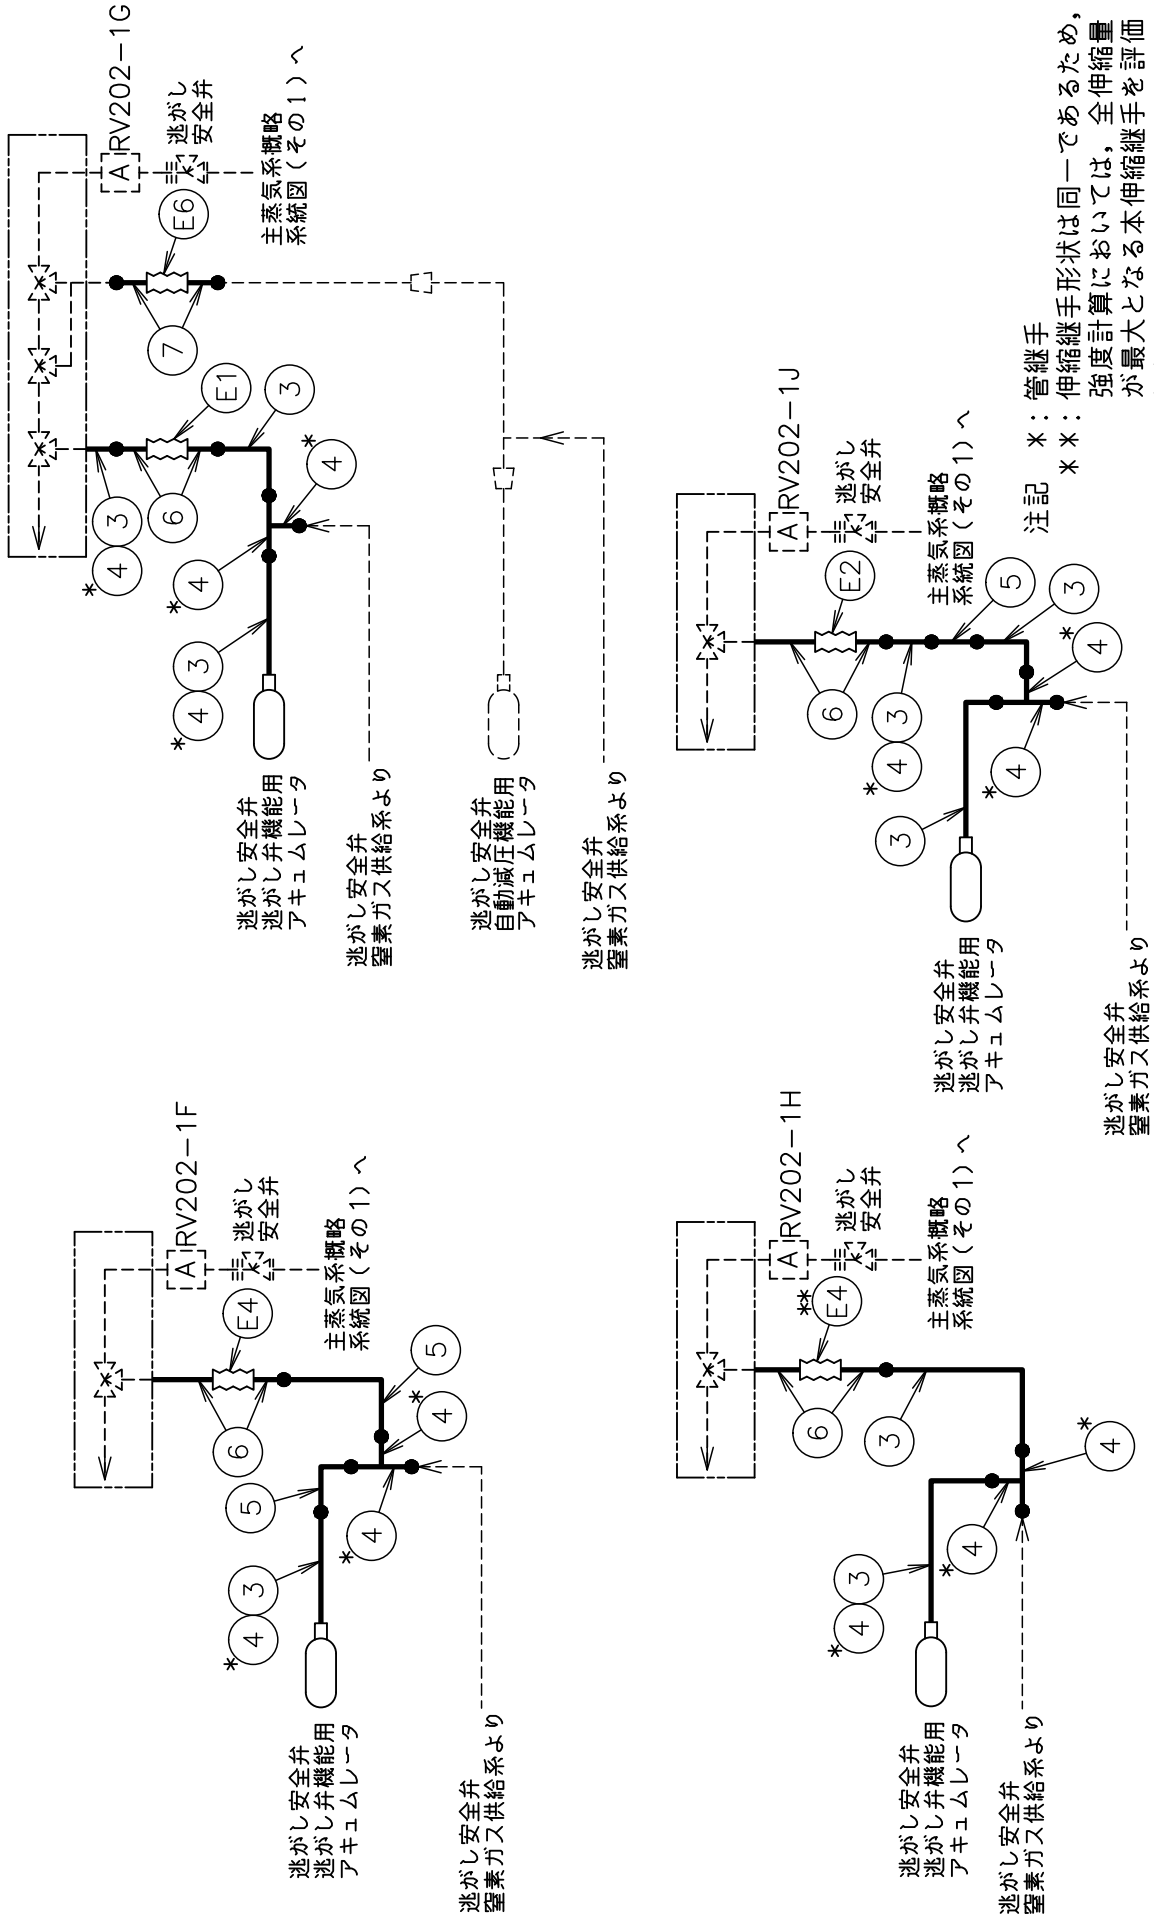 RV202-1F
A
逃がし
安全弁
主蒸気系概略
系統図(その1)へ
E4
6
5
4
*
5
4
*
3
4
*
逃がし安全弁
逃がし弁機能用
アキュムレータ
逃がし安全弁
窒素ガス供給系より
RV202-1G
A
逃がし
安全弁
主蒸気系概略
系統図(その1)へ
E6
7
E1
3
6
3
4
*
4
*
4
*
3
4
*
逃がし安全弁
逃がし弁機能用
アキュムレータ
逃がし安全弁
窒素ガス供給系より
逃がし安全弁
自動減圧機能用
アキュムレータ
逃がし安全弁
窒素ガス供給系より
RV202-1H
A
逃がし
安全弁
主蒸気系概略
系統図(その1)へ
E4
**
6
3
4
*
4
*
3
4
*
逃がし安全弁
逃がし弁機能用
アキュムレータ
逃がし安全弁
窒素ガス供給系より
RV202-1J
A
逃がし
安全弁
主蒸気系概略
系統図(その1)へ
E2
6
5
3
3
4
*
4
*
4
*
3
逃がし安全弁
逃がし弁機能用
アキュムレータ
逃がし安全弁
窒素ガス供給系より
注記 *:管継手
**:伸縮継手形状は同一であるため,
強度計算においては,全伸縮量
が最大となる本伸縮継手を評価